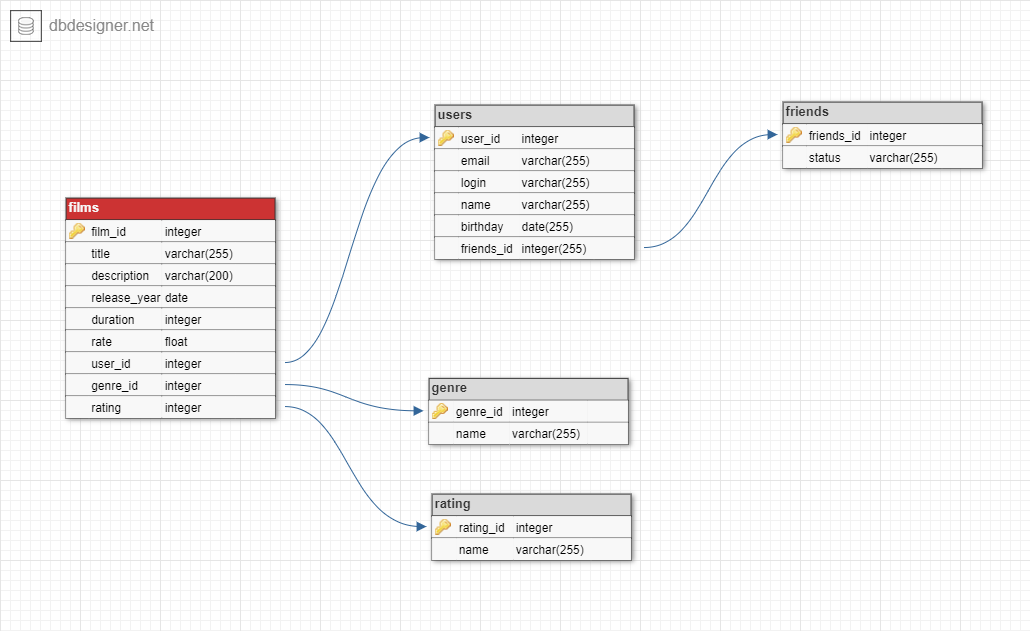 dbdesigner.net
films
film_id integer
title varchar(255)
description varchar(200)
release_year date
duration integer
rate float
user_id integer
genre_id integer
rating integer
users
user_id integer
email varchar(255)
login varchar(255)
name varchar(255)
birthday date(255)
friends_id integer(255)
friends
friends_id integer
status varchar(255)
genre
genre_id integer
name varchar(255)
rating
rating_id integer
name varchar(255)